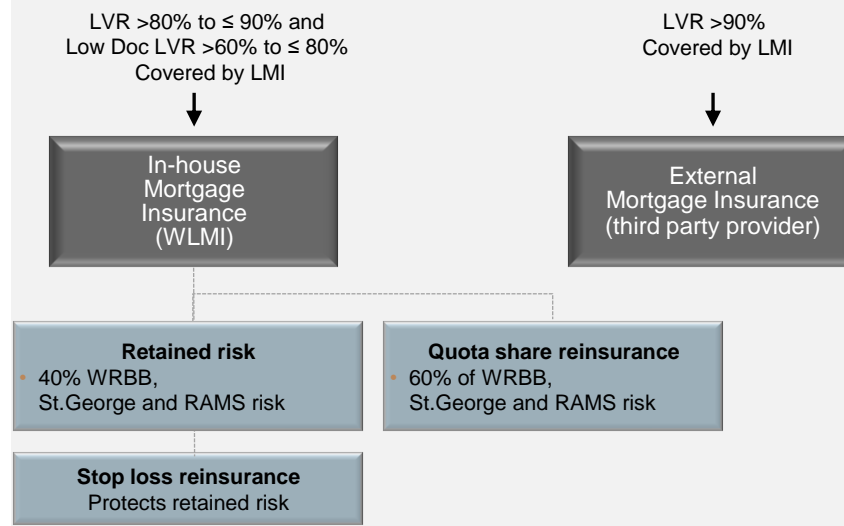 LVR >80% to ≤ 90% and
Low Doc LVR >60% to ≤ 80%
Covered by LMI
LVR >90%
Covered by LMI
In-house
Mortgage
Insurance
(WLMI)
External
Mortgage Insurance
(third party provider)
Retained risk
• 40% WRBB,
St.George and RAMS risk
Quota share reinsurance
• 60% of WRBB,
St.George and RAMS risk
Stop loss reinsurance
Protects retained risk